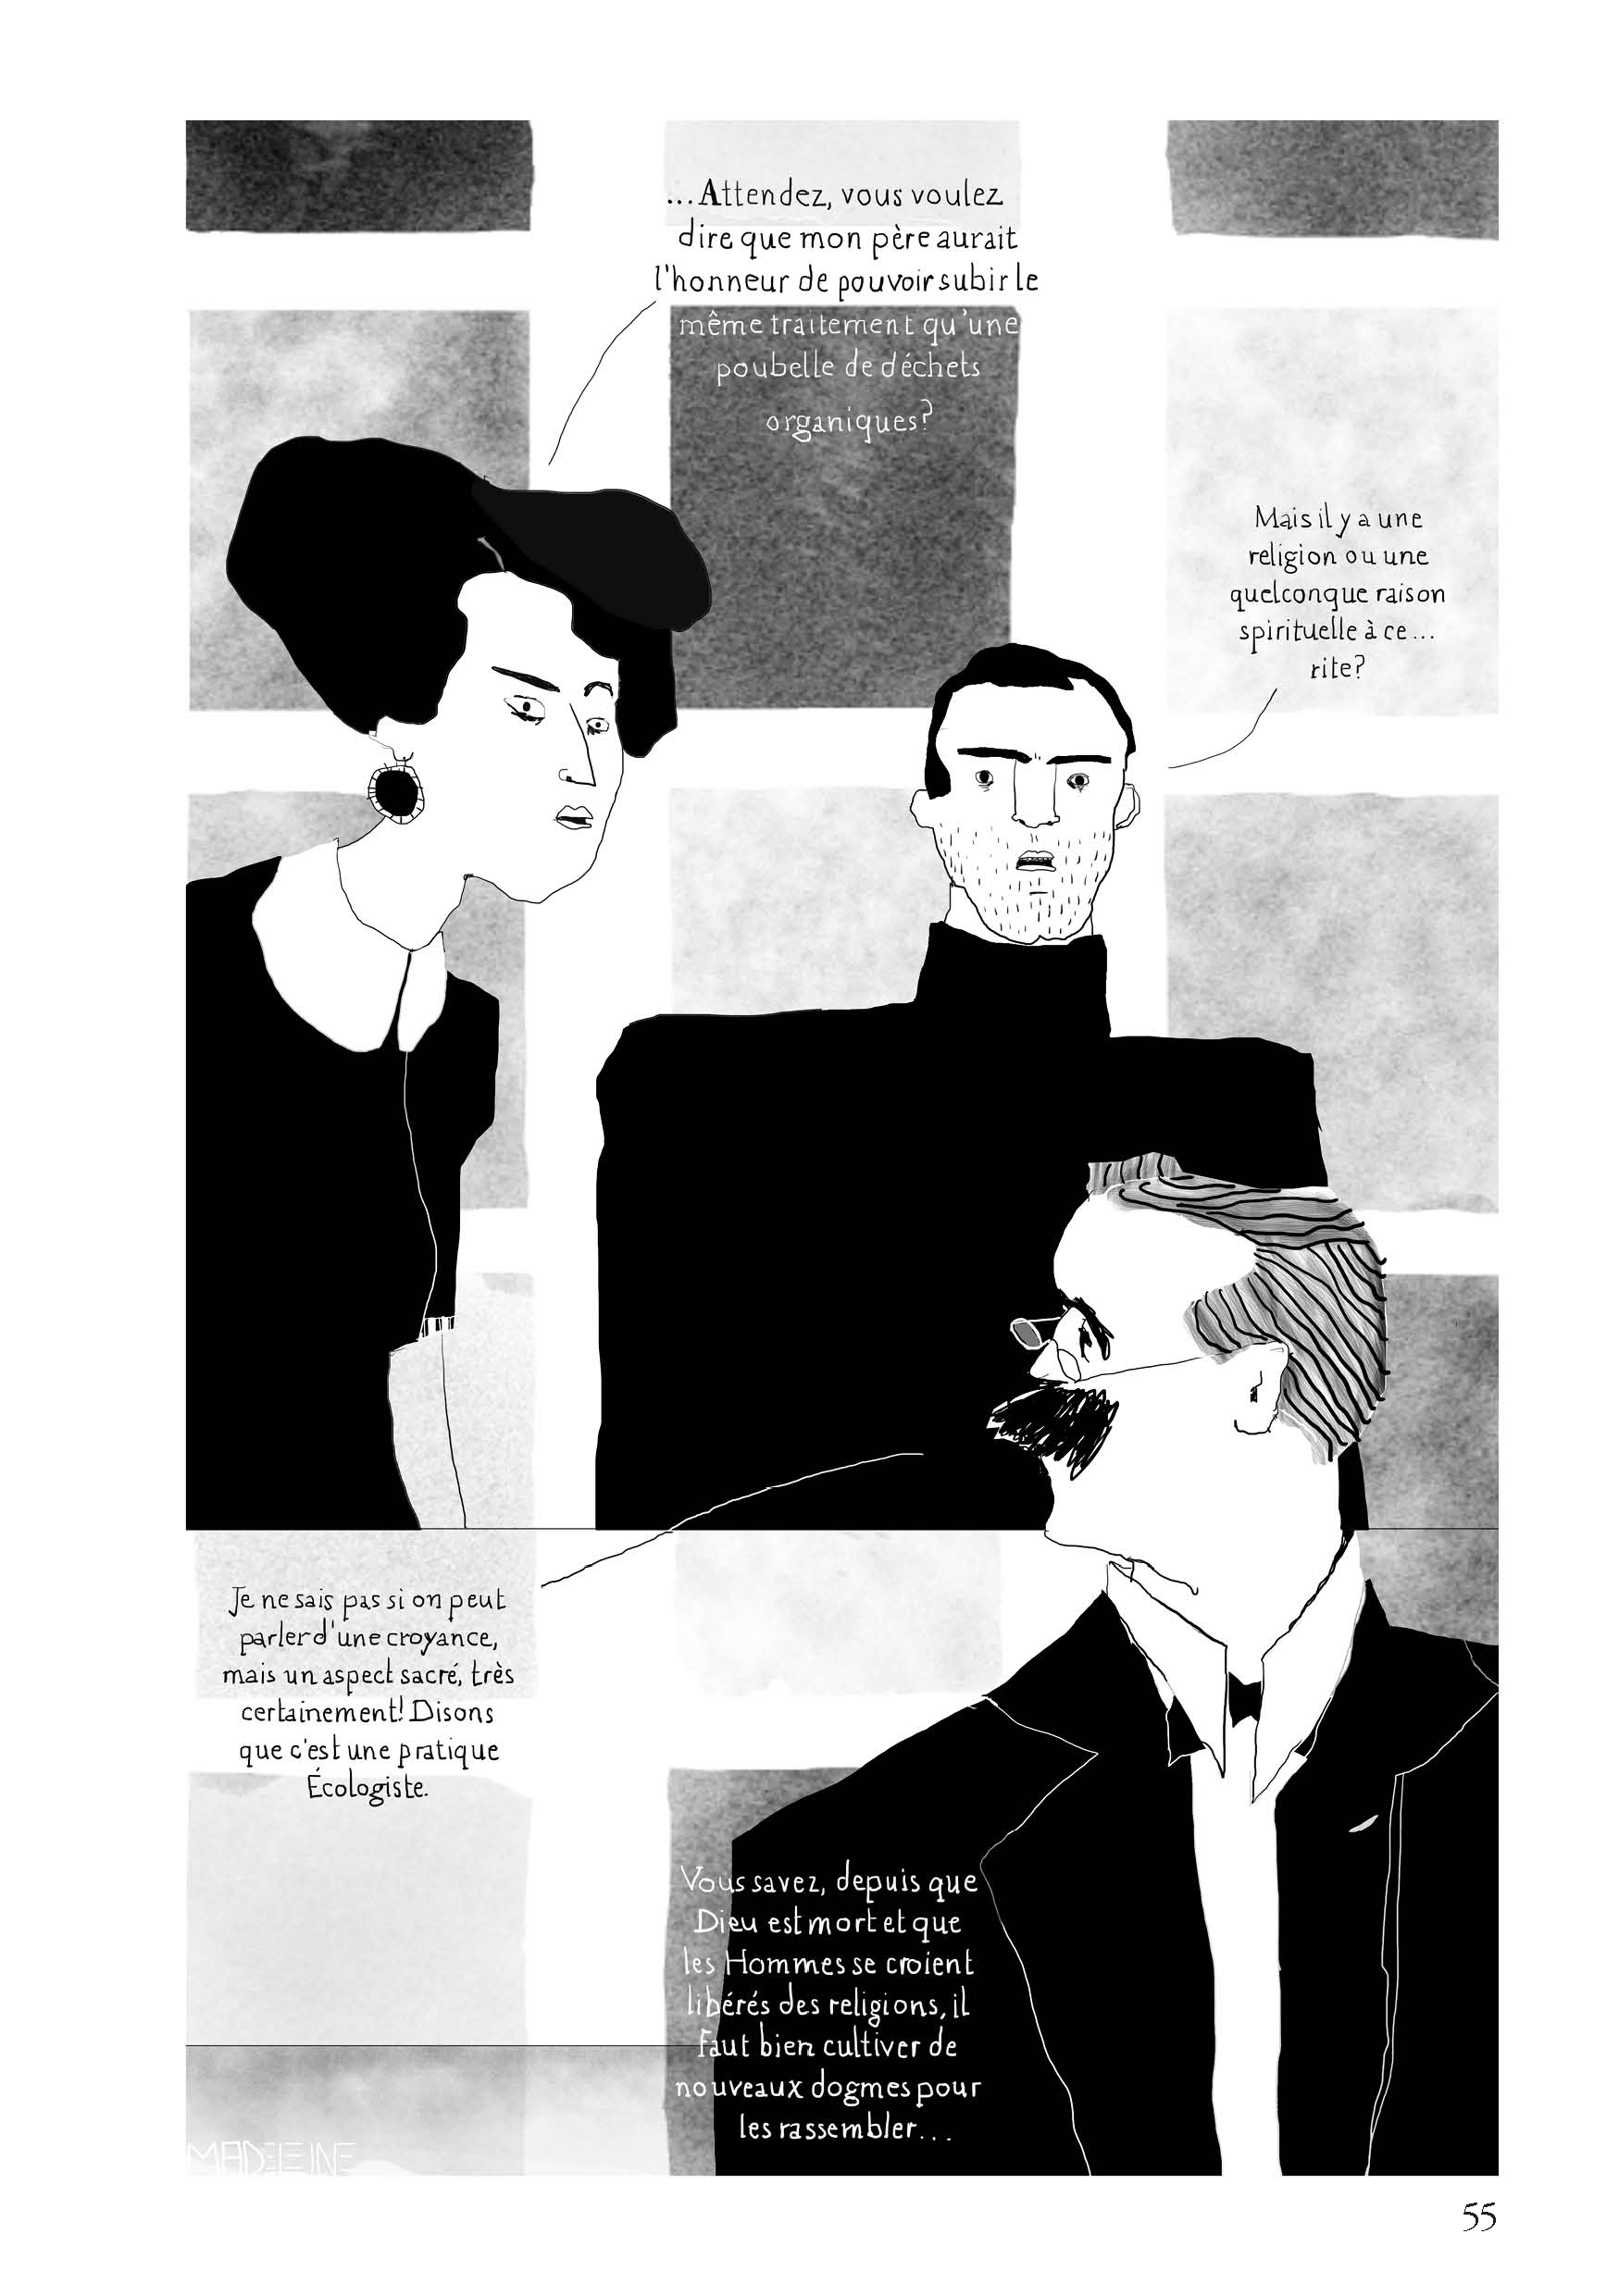 ...Attendez, vous voulez
dire que mon père aurait
l'honneur de pouvoir subir le
même traitement qu'une
poubelle de déchets
organiques?
Mais il y a une
religion ou une
quelconque raison
spirituelle à ce...
rite?
Je ne sais pas si on peut
parler d'une croyance,
mais un aspect sacré, très
certainement! Disons
que c'est une pratique
Écologiste.
Vous savez, depuis que
Dieu est mort et que
les Hommes se croient
libérés des religions, il
faut bien cultiver de
nouveaux dogmes pour
les rassembler...
MADELEINE
55